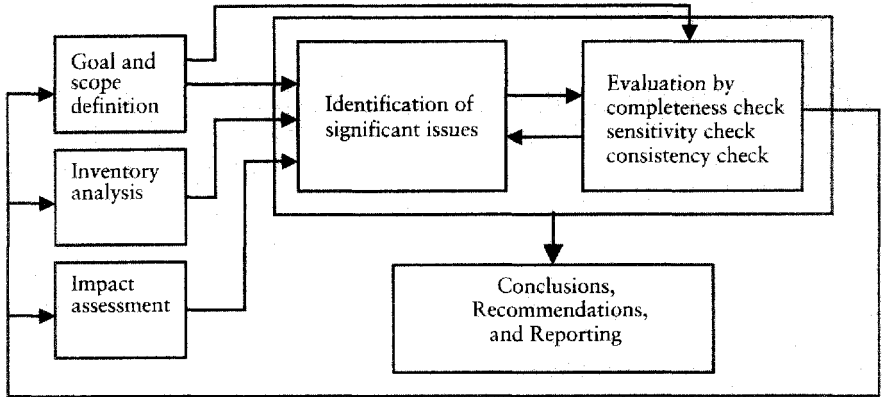 Goal and
scope
definition
Inventory
analysis
Impact
assessment
Identification of
significant issues
Evaluation by
completeness check
sensitivity check
consistency check
Conclusions,
Recommendations,
and Reporting